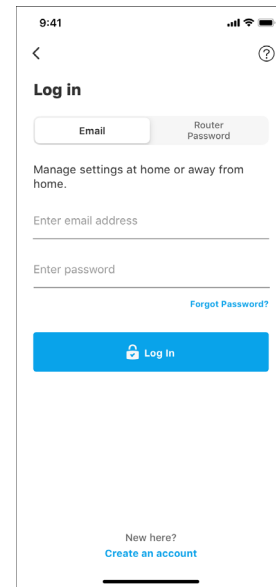 9:41
Log in
Email
Router
Password
Manage settings at home or away from
home.
Enter email address
Enter password
Forgot Password?
Log In
New here?
Create an account